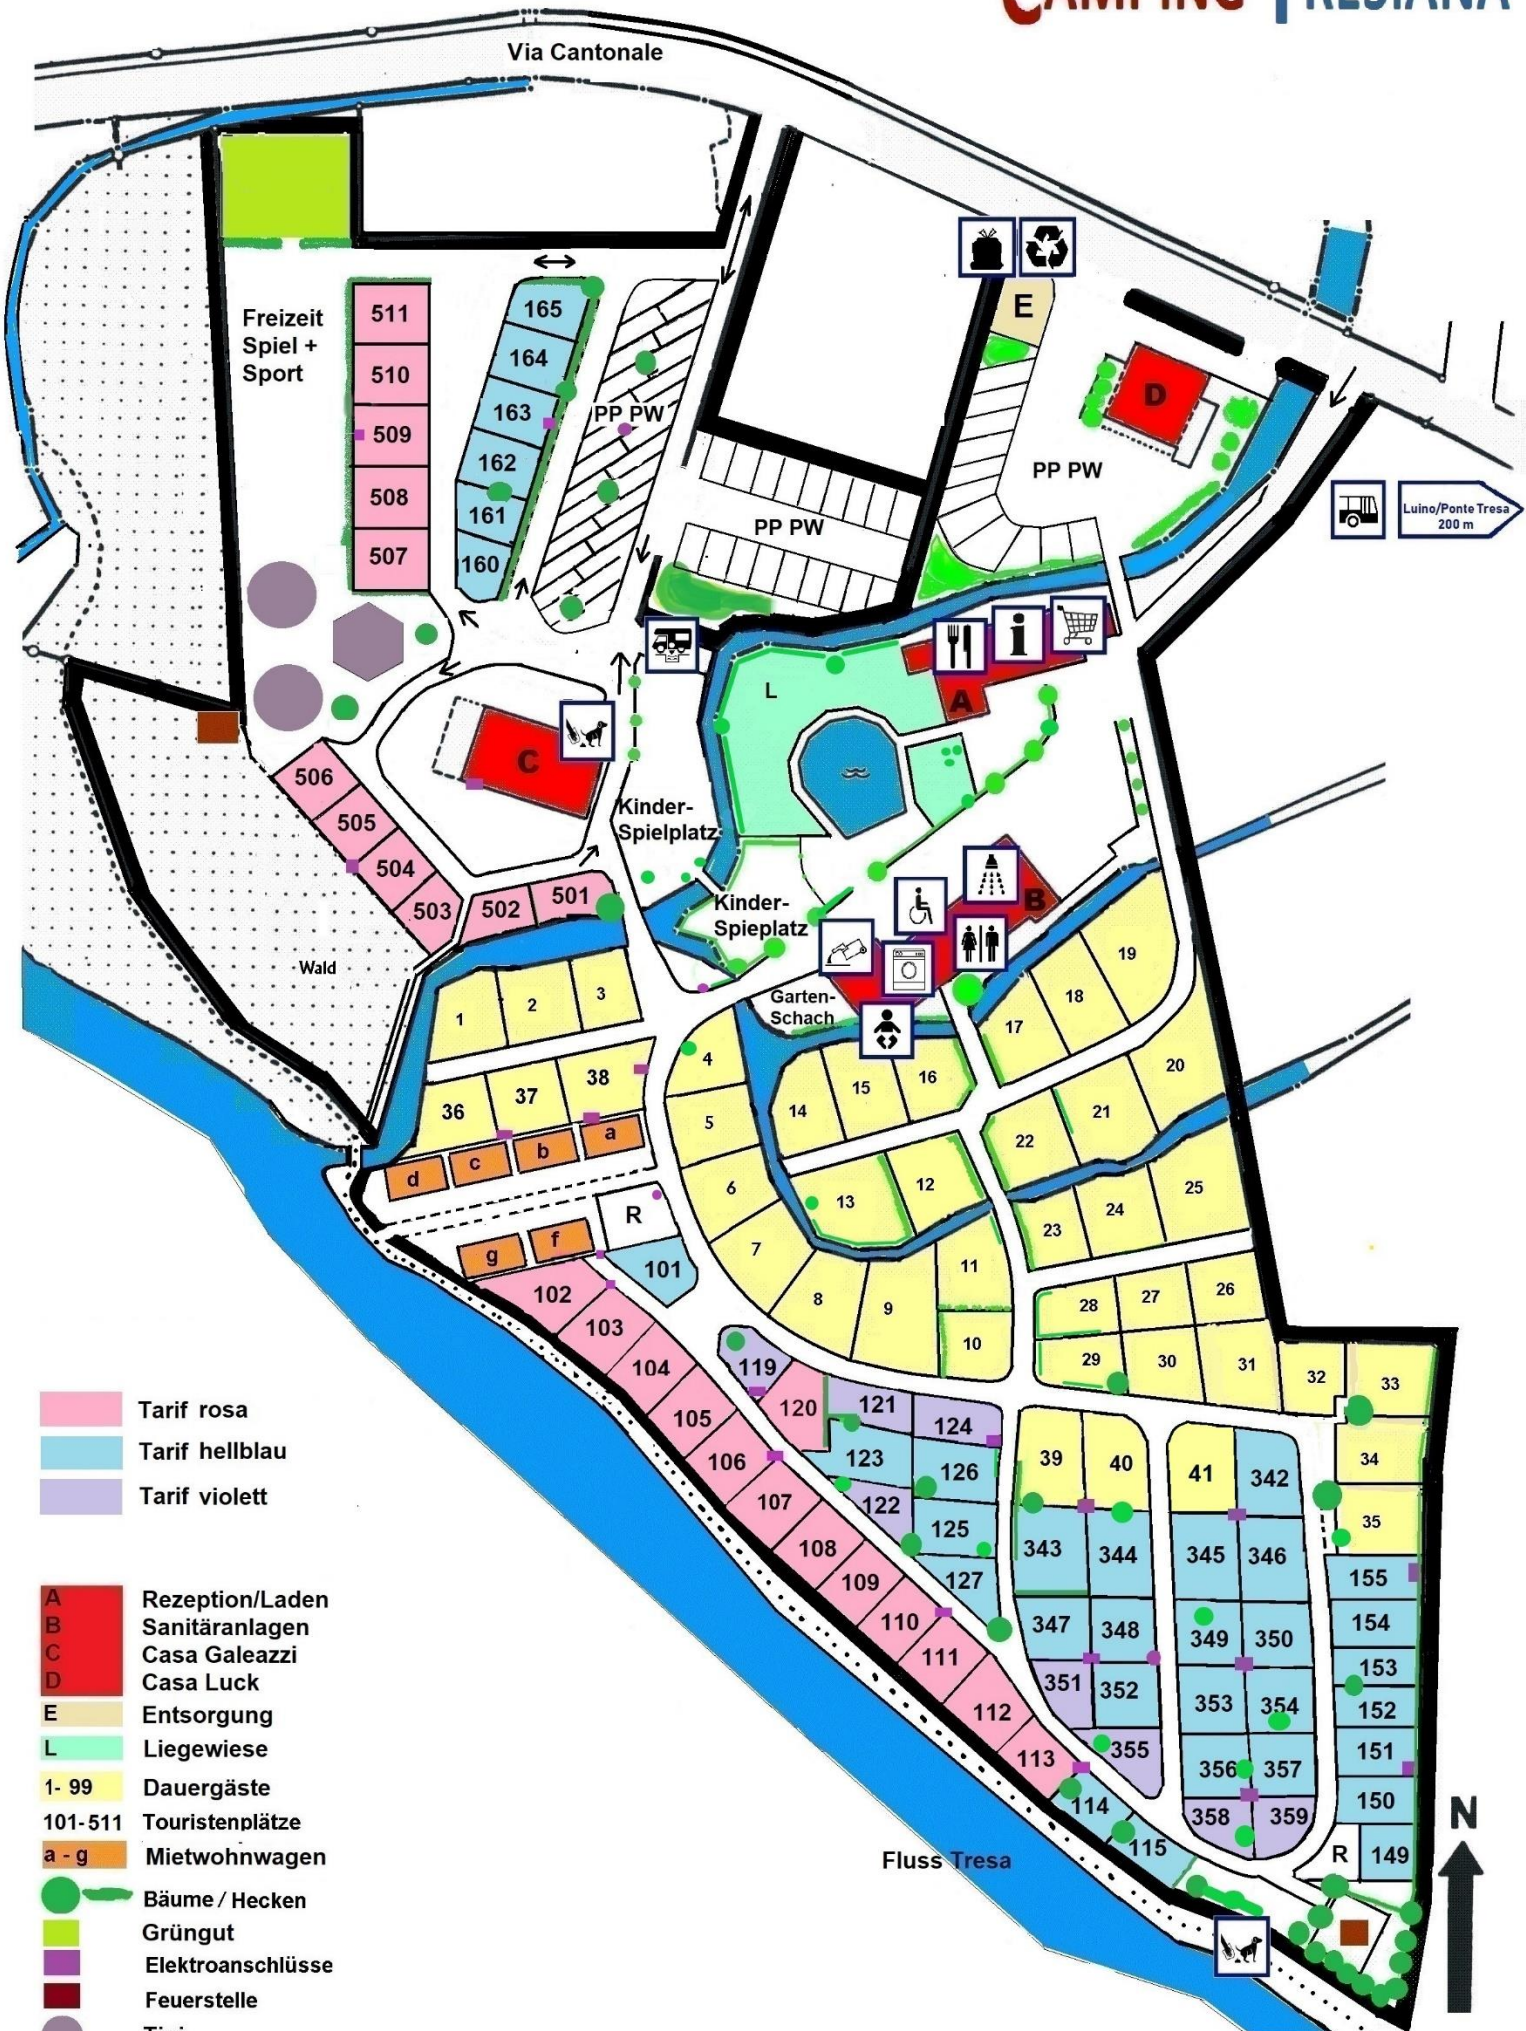 CAMPING TRESIANA
Via Cantonale
E
Freizeit
Spiel +
Sport
511
510
509
508
507
165
164
163
162
161
160
PP PW
PP PW
PP PW
D
Luino/Ponte Tresa
200 m
L
A
C
B
506
505
504
503
502
501
Kinder-
Spielplatz
Kinder-
Spieplatz
Garten-
Schach
Wald
1
2
3
4
5
6
7
8
9
10
11
12
13
14
15
16
17
18
19
20
21
22
23
24
25
26
27
28
29
30
31
32
33
34
35
36
37
38
39
40
41
a
b
c
d
f
g
R
101
102
103
104
105
106
107
108
109
110
111
112
113
114
115
119
120
121
124
123
126
122
125
127
342
343
344
345
346
347
348
349
350
351
352
353
354
355
356
357
358
359
155
154
153
152
151
150
149
R
N
Fluss Tresa
Tarif rosa
Tarif hellblau
Tarif violett
A Rezeption/Laden
B Sanitäranlagen
C Casa Galeazzi
D Casa Luck
E Entsorgung
L Liegewiese
1- 99 Dauergäste
101-511 Touristenplätze
a - g Mietwohnwagen
Bäume / Hecken
Grüngut
Elektroanschlüsse
Feuerstelle